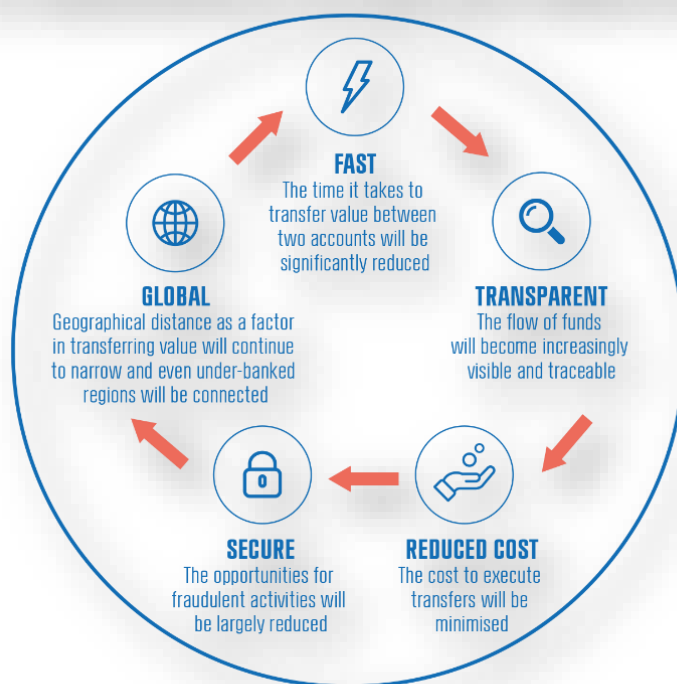 FAST
The time it takes to
transfer value between
two accounts will be
significantly reduced
TRANSPARENT
The flow of funds
will become increasingly
visible and traceable
REDUCED COST
The cost to execute
transfers will be
minimised
SECURE
The opportunities for
fraudulent activities will
be largely reduced
GLOBAL
Geographical distance as a factor
in transferring value will continue
to narrow and even under-banked
regions will be connected